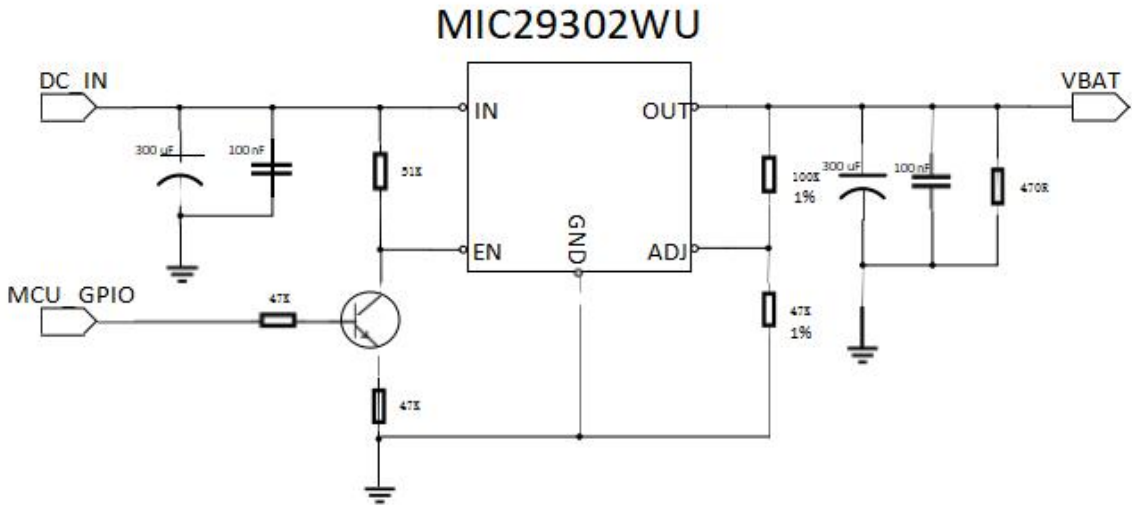 MIC29302WU
DC_IN
VBAT
IN
OUT
300 uF
100 nF
51K
100K
1%
300 uF
100 nF
470R
GND
EN
ADJ
MCU_GPIO
47K
47K
1%
47K